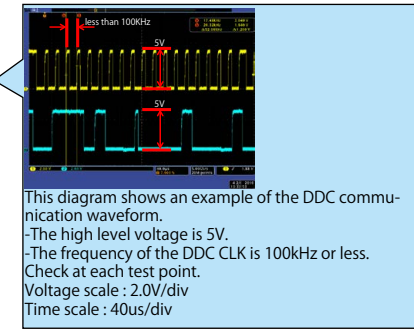 less than 100KHz
5V
5V
This diagram shows an example of the DDC commu-
nication waveform.
-The high level voltage is 5V.
-The frequency of the DDC CLK is 100kHz or less.
Check at each test point.
Voltage scale : 2.0V/div
Time scale : 40us/div